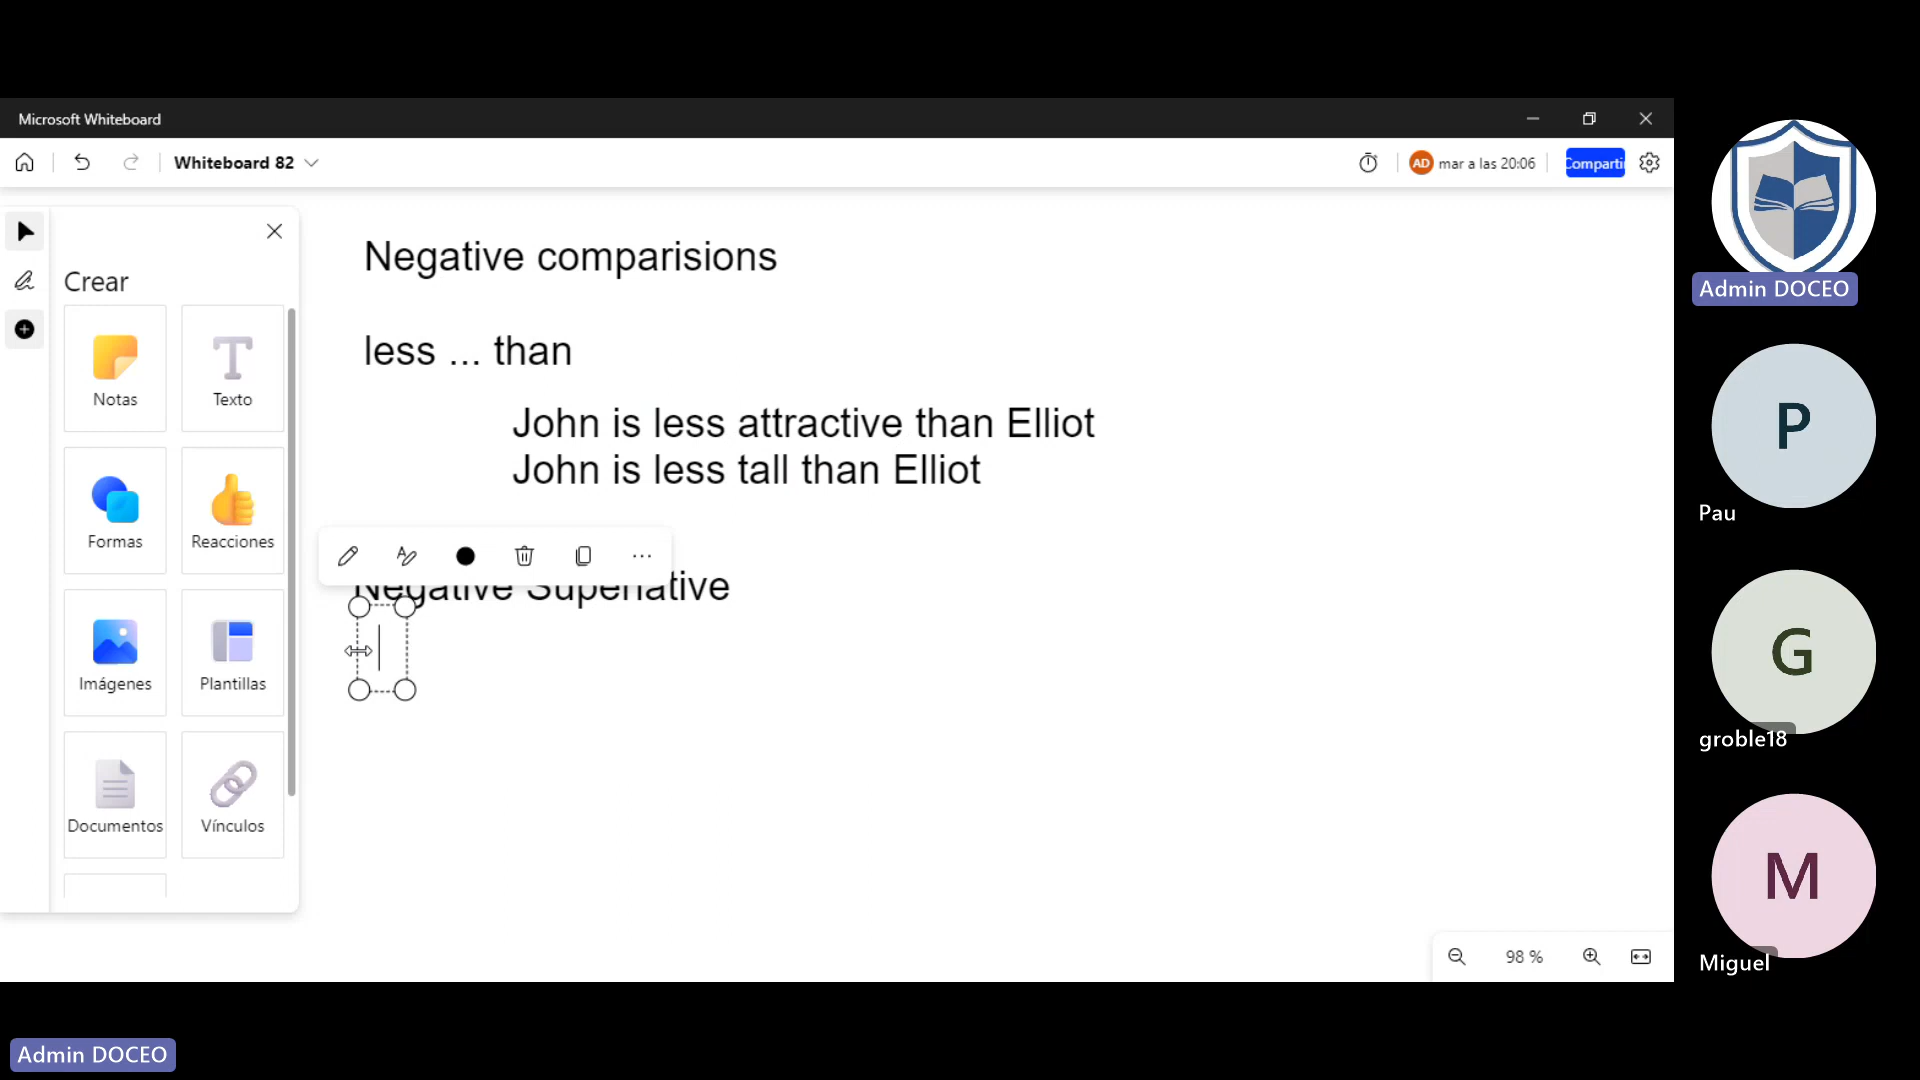 Microsoft Whiteboard
Whiteboard 82
AD mar a las 20:06
Comparti
Crear
Notas
Texto
Formas
Reacciones
Imágenes
Plantillas
Documentos
Vínculos
Negative comparisions
less ... than
John is less attractive than Elliot
John is less tall than Elliot
Negative Superlative
98 %
Admin DOCEO
P
Pau
G
groble18
M
Miguel
Admin DOCEO